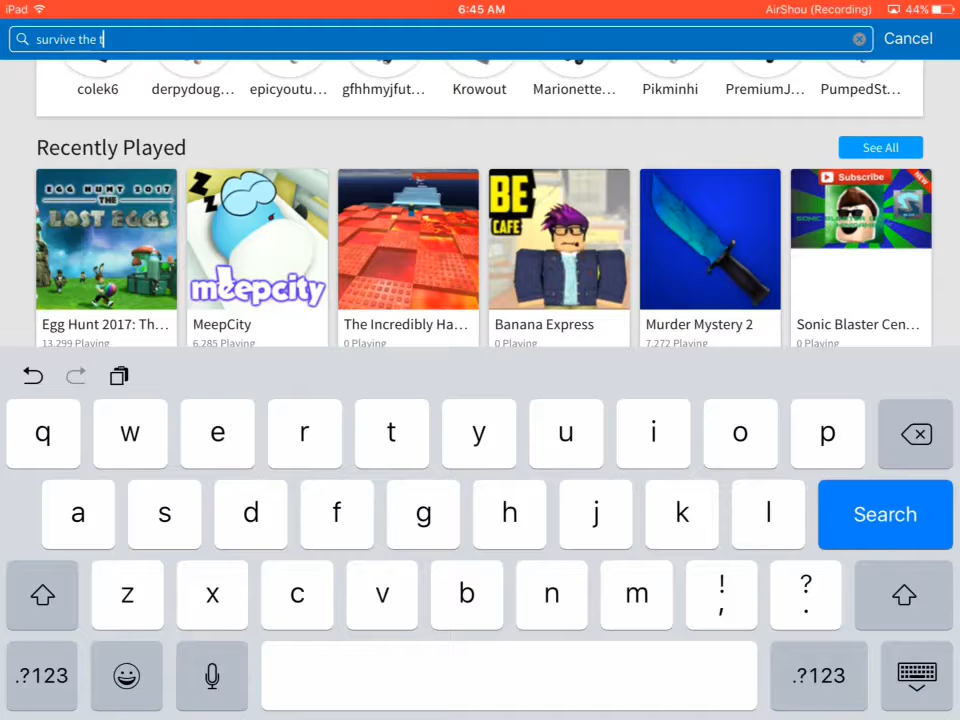 iPad 6:45 AM AirShou (Recording) 44%
survive the t Cancel
colek6 derpydoug... epicyoutu... gfhhmyjfut... Krowout Marionette... Pikminhi PremiumJ... PumpedSt...
Recently Played See All
EGG HUNT 2017
THE
LOST EGGS
z
z
meepcity
BE
CAFE
Subscribe NEW
Egg Hunt 2017: Th... MeepCity The Incredibly Ha... Banana Express Murder Mystery 2 Sonic Blaster Cen...
13,299 Playing 6,285 Playing 0 Playing 0 Playing 7,272 Playing 0 Playing
q w e r t y u i o p
a s d f g h j k l Search
z x c v b n m ! , ? .
.?123 .?123